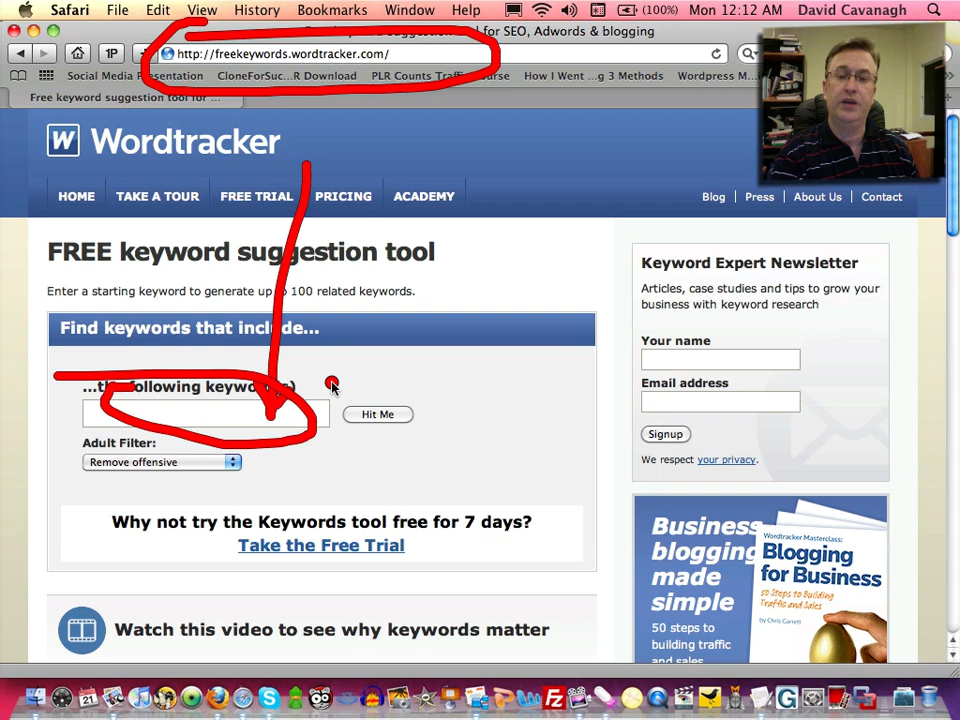 Safari File Edit View History Bookmarks Window Help (100%) Mon 12:12 AM David Cavanagh
for SEO, Adwords & blogging
1P + http://freekeywords.wordtracker.com/
Social Media Presentation CloneForSuc...R Download PLR Counts Traffic Course How I Went ...g 3 Methods Wordpress M...
Free keyword suggestion tool for ...
W Wordtracker
HOME TAKE A TOUR FREE TRIAL PRICING ACADEMY
Blog Press About Us Contact
FREE keyword suggestion tool
Enter a starting keyword to generate up to 100 related keywords.
Find keywords that include...
...the following keyword(s)
Hit Me
Adult Filter:
Remove offensive
Why not try the Keywords tool free for 7 days?
Take the Free Trial
Watch this video to see why keywords matter
Keyword Expert Newsletter
Articles, case studies and tips to grow your
business with keyword research
Your name
Email address
Signup
We respect your privacy.
Business
blogging
made
simple
50 steps to
building traffic
and sales
Wordtracker Masterclass:
Blogging
for Business
50 Steps to Building
Traffic and Sales
by Chris Garrett